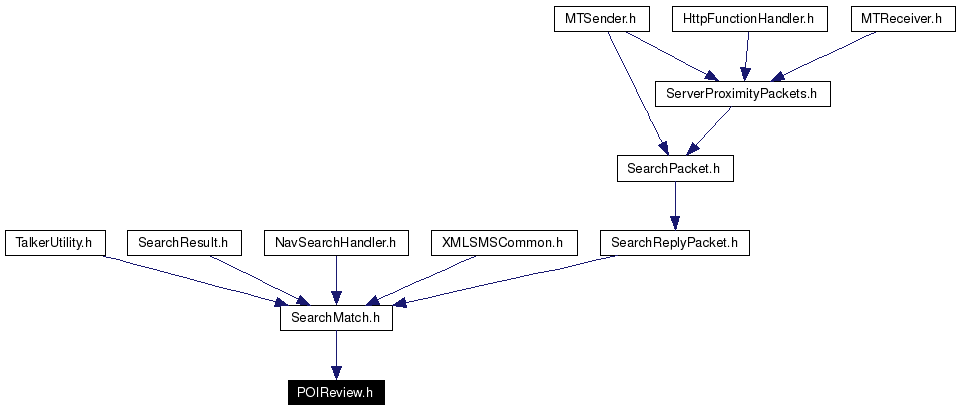 MTSender.h
HttpFunctionHandler.h
MTReceiver.h
ServerProximityPackets.h
SearchPacket.h
TalkerUtility.h
SearchResult.h
NavSearchHandler.h
XMLSMSCommon.h
SearchReplyPacket.h
SearchMatch.h
POIReview.h